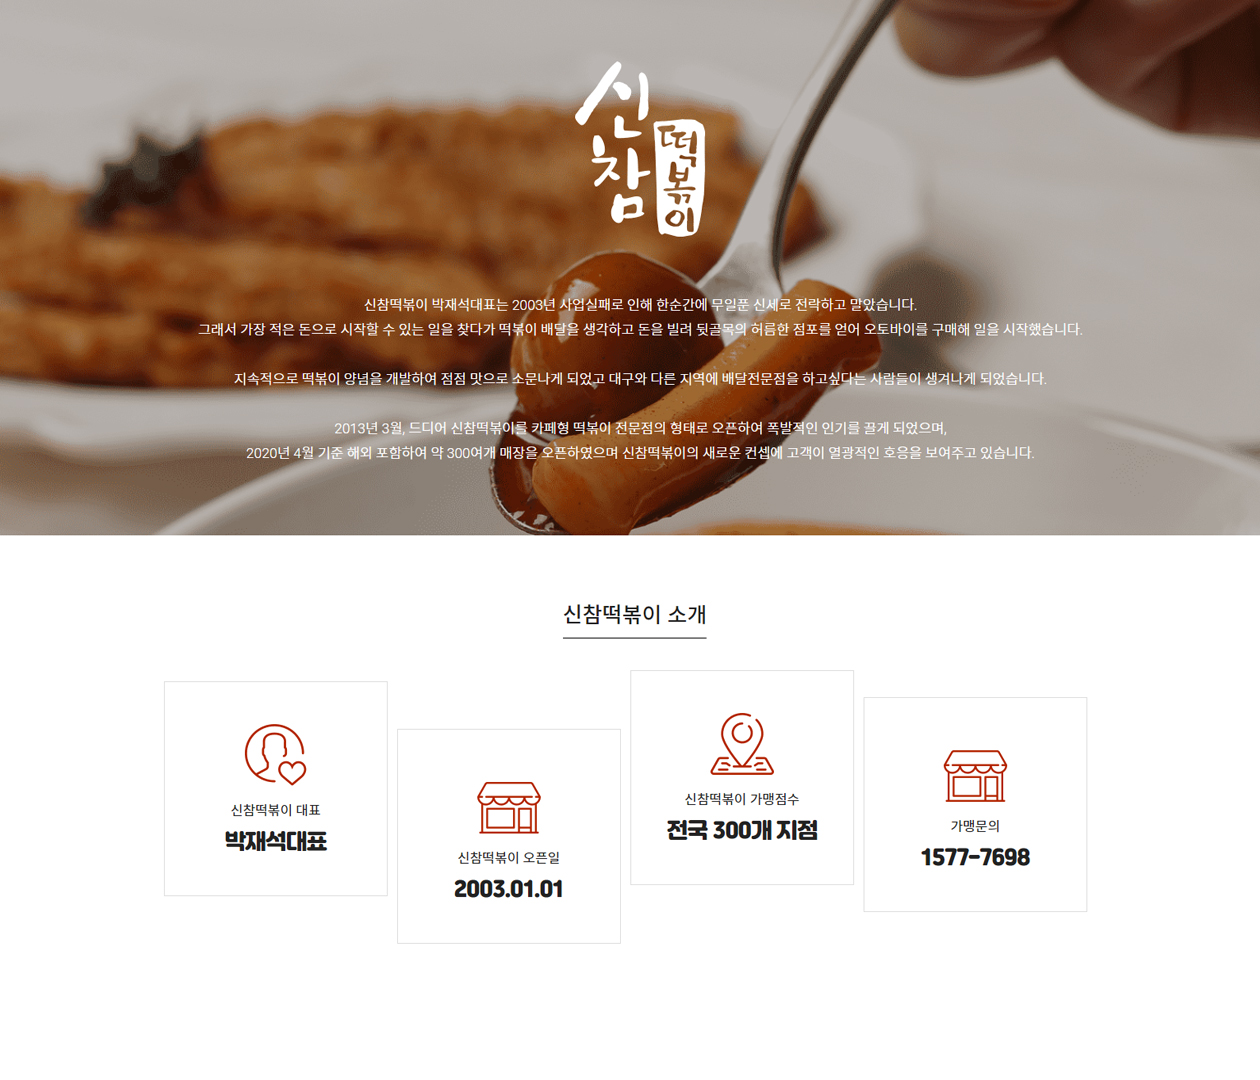 신참
떡볶이
신참떡볶이 박재석대표는 2003년 사업실패로 인해 한순간에 무일푼 신세로 전락하고 말았습니다.
그래서 가장 적은 돈으로 시작할 수 있는 일을 찾다가 떡볶이 배달을 생각하고 돈을 빌려 뒷골목의 허름한 점포를 얻어 오토바이를 구매해 일을 시작했습니다.
지속적으로 떡볶이 양념을 개발하여 점점 맛으로 소문나게 되었고 대구와 다른 지역에 배달전문점을 하고싶다는 사람들이 생겨나게 되었습니다.
2013년 3월, 드디어 신참떡볶이를 카페형 떡볶이 전문점의 형태로 오픈하여 폭발적인 인기를 끌게 되었으며,
2020년 4월 기준 해외 포함하여 약 300여개 매장을 오픈하였으며 신참떡볶이의 새로운 컨셉에 고객이 열광적인 호응을 보여주고 있습니다.
신참떡볶이 소개
신참떡볶이 대표
박재석대표
신참떡볶이 오픈일
2003.01.01
신참떡볶이 가맹점수
전국 300개 지점
가맹문의
1577-7698